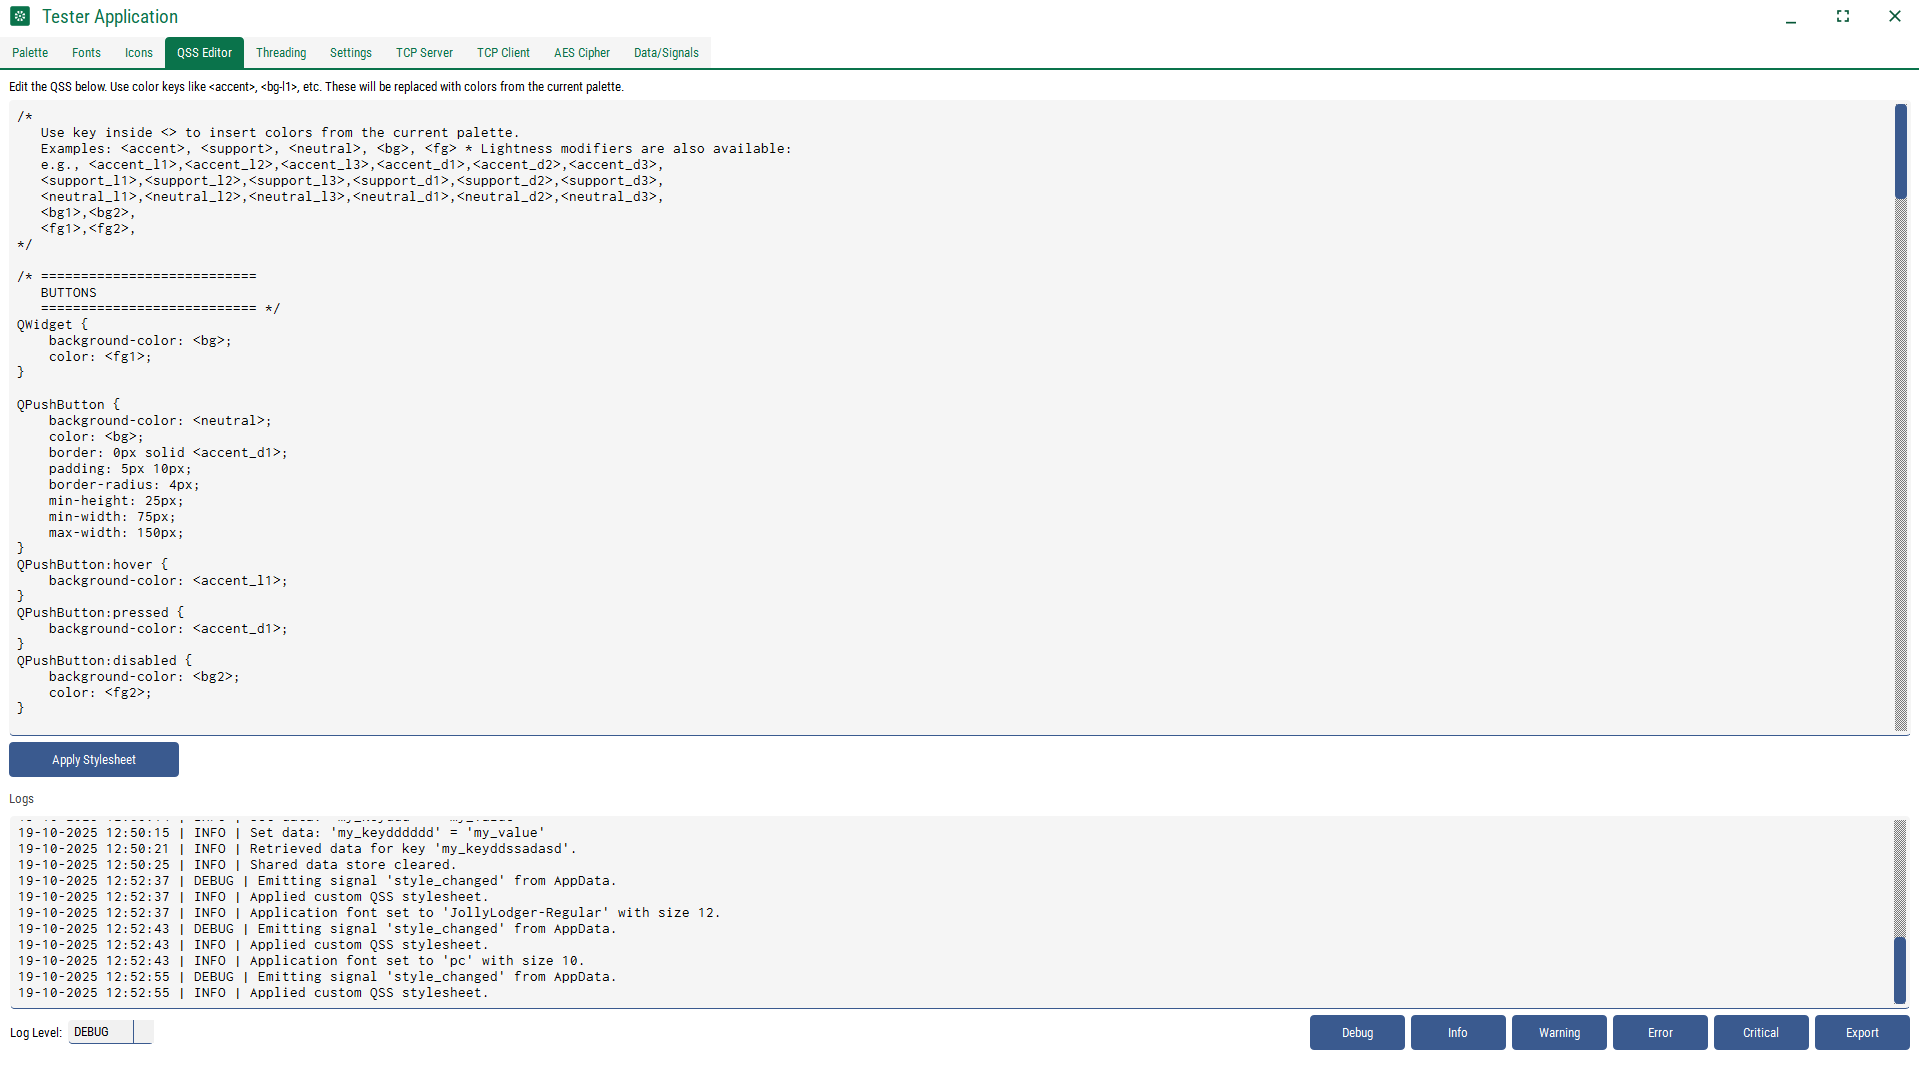 Tester Application
Palette Fonts Icons QSS Editor Threading Settings TCP Server TCP Client AES Cipher Data/Signals
Edit the QSS below. Use color keys like <accent>, <bg-l1>, etc. These will be replaced with colors from the current palette.
/*
   Use key inside <> to insert colors from the current palette.
   Examples: <accent>, <support>, <neutral>, <bg>, <fg> * Lightness modifiers are also available:
   e.g., <accent_l1>,<accent_l2>,<accent_l3>,<accent_d1>,<accent_d2>,<accent_d3>,
   <support_l1>,<support_l2>,<support_l3>,<support_d1>,<support_d2>,<support_d3>,
   <neutral_l1>,<neutral_l2>,<neutral_l3>,<neutral_d1>,<neutral_d2>,<neutral_d3>,
   <bg1>,<bg2>,
   <fg1>,<fg2>,
*/
/* ===========================
   BUTTONS
   =========================== */
QWidget {
    background-color: <bg>;
    color: <fg1>;
}
QPushButton {
    background-color: <neutral>;
    color: <bg>;
    border: 0px solid <accent_d1>;
    padding: 5px 10px;
    border-radius: 4px;
    min-height: 25px;
    min-width: 75px;
    max-width: 150px;
}
QPushButton:hover {
    background-color: <accent_l1>;
}
QPushButton:pressed {
    background-color: <accent_d1>;
}
QPushButton:disabled {
    background-color: <bg2>;
    color: <fg2>;
}
Apply Stylesheet
Logs
19-10-2025 12:50:15 | INFO | Set data: 'my_keydddddd' = 'my_value'
19-10-2025 12:50:21 | INFO | Retrieved data for key 'my_keyddssadasd'.
19-10-2025 12:50:25 | INFO | Shared data store cleared.
19-10-2025 12:52:37 | DEBUG | Emitting signal 'style_changed' from AppData.
19-10-2025 12:52:37 | INFO | Applied custom QSS stylesheet.
19-10-2025 12:52:37 | INFO | Application font set to 'JollyLodger-Regular' with size 12.
19-10-2025 12:52:43 | DEBUG | Emitting signal 'style_changed' from AppData.
19-10-2025 12:52:43 | INFO | Applied custom QSS stylesheet.
19-10-2025 12:52:43 | INFO | Application font set to 'pc' with size 10.
19-10-2025 12:52:55 | DEBUG | Emitting signal 'style_changed' from AppData.
19-10-2025 12:52:55 | INFO | Applied custom QSS stylesheet.
Log Level: DEBUG Debug Info Warning Error Critical Export